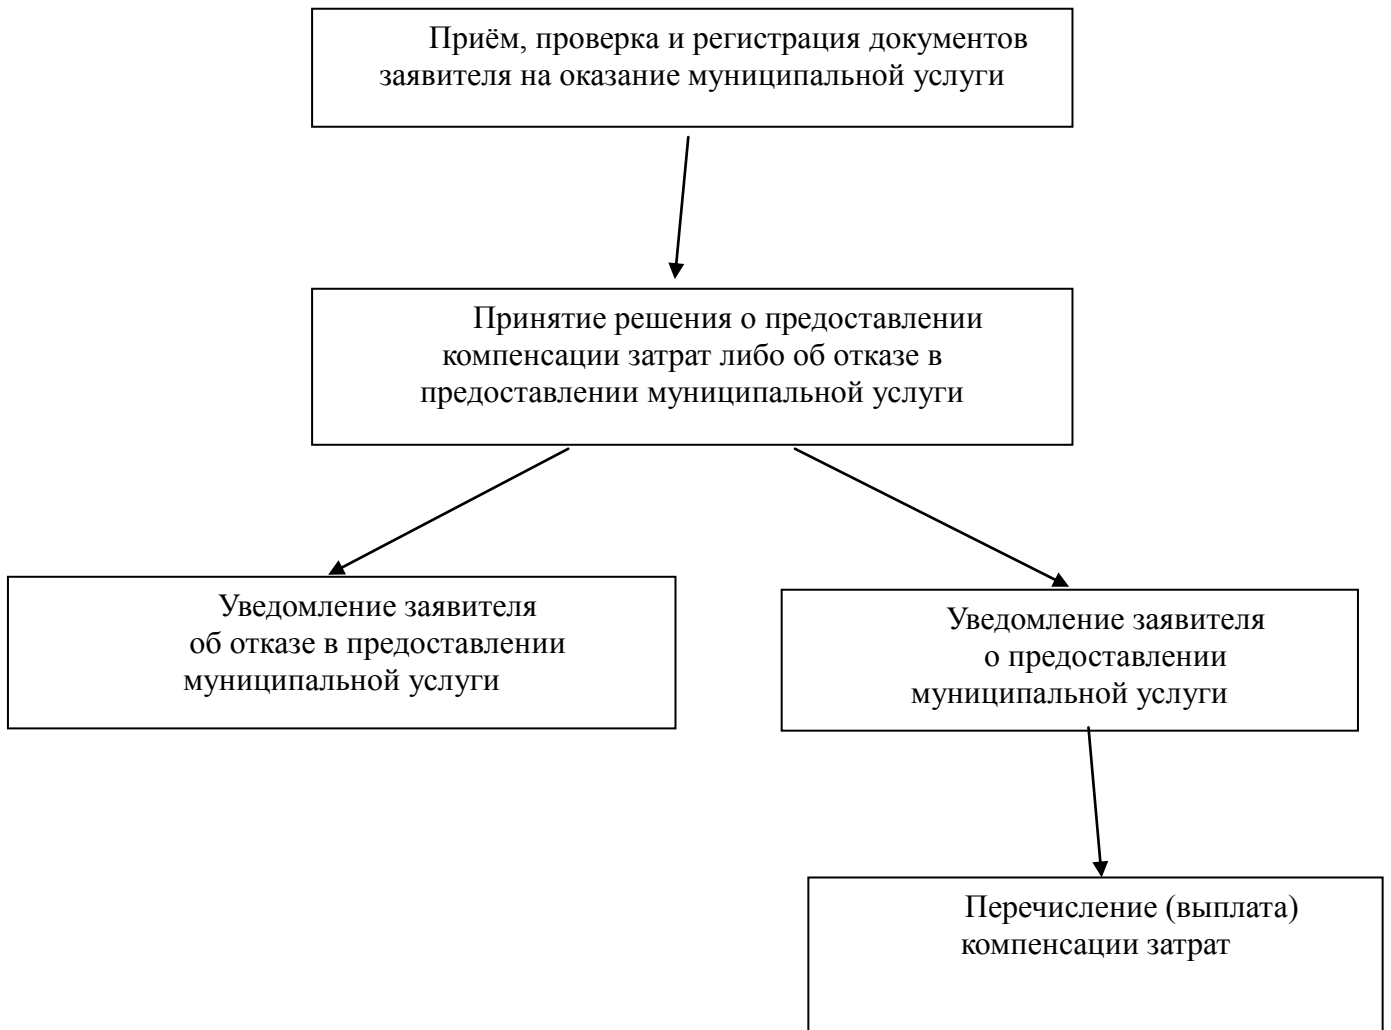 Приём, проверка и регистрация документов
заявителя на оказание муниципальной услуги
Принятие решения о предоставлении
компенсации затрат либо об отказе в
предоставлении муниципальной услуги
Уведомление заявителя
об отказе в предоставлении
муниципальной услуги
Уведомление заявителя
о предоставлении
муниципальной услуги
Перечисление (выплата)
компенсации затрат